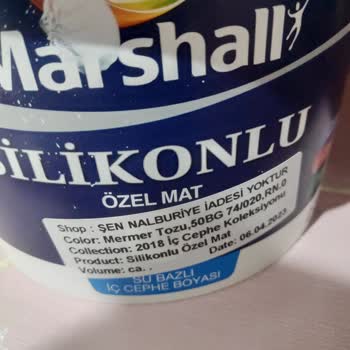 Marshall
SİLİKONLU
ÖZEL MAT
Shop : ŞEN NALBURİYE İADESİ YOKTUR
Color: Mermer Tozu,50BG 74/020,RN.0
Collection: 2018 İç Cephe Koleksiyonu
Product: Silikonlu Özel Mat
Volume: ca. . Date: 06.04.2023
SU BAZLI
İÇ CEPHE BOYASI